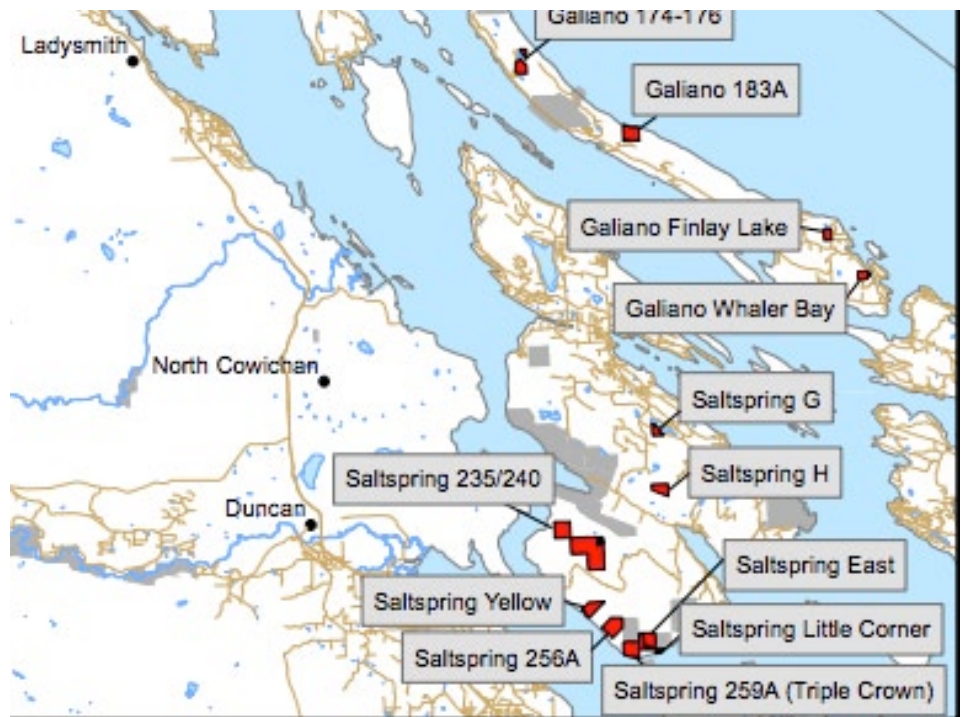 Galiano 174-176
Ladysmith
Galiano 183A
Galiano Finlay Lake
Galiano Whaler Bay
North Cowichan
Saltspring G
Saltspring H
Saltspring 235/240
Duncan
Saltspring East
Saltspring Yellow
Saltspring Little Corner
Saltspring 256A
Saltspring 259A (Triple Crown)